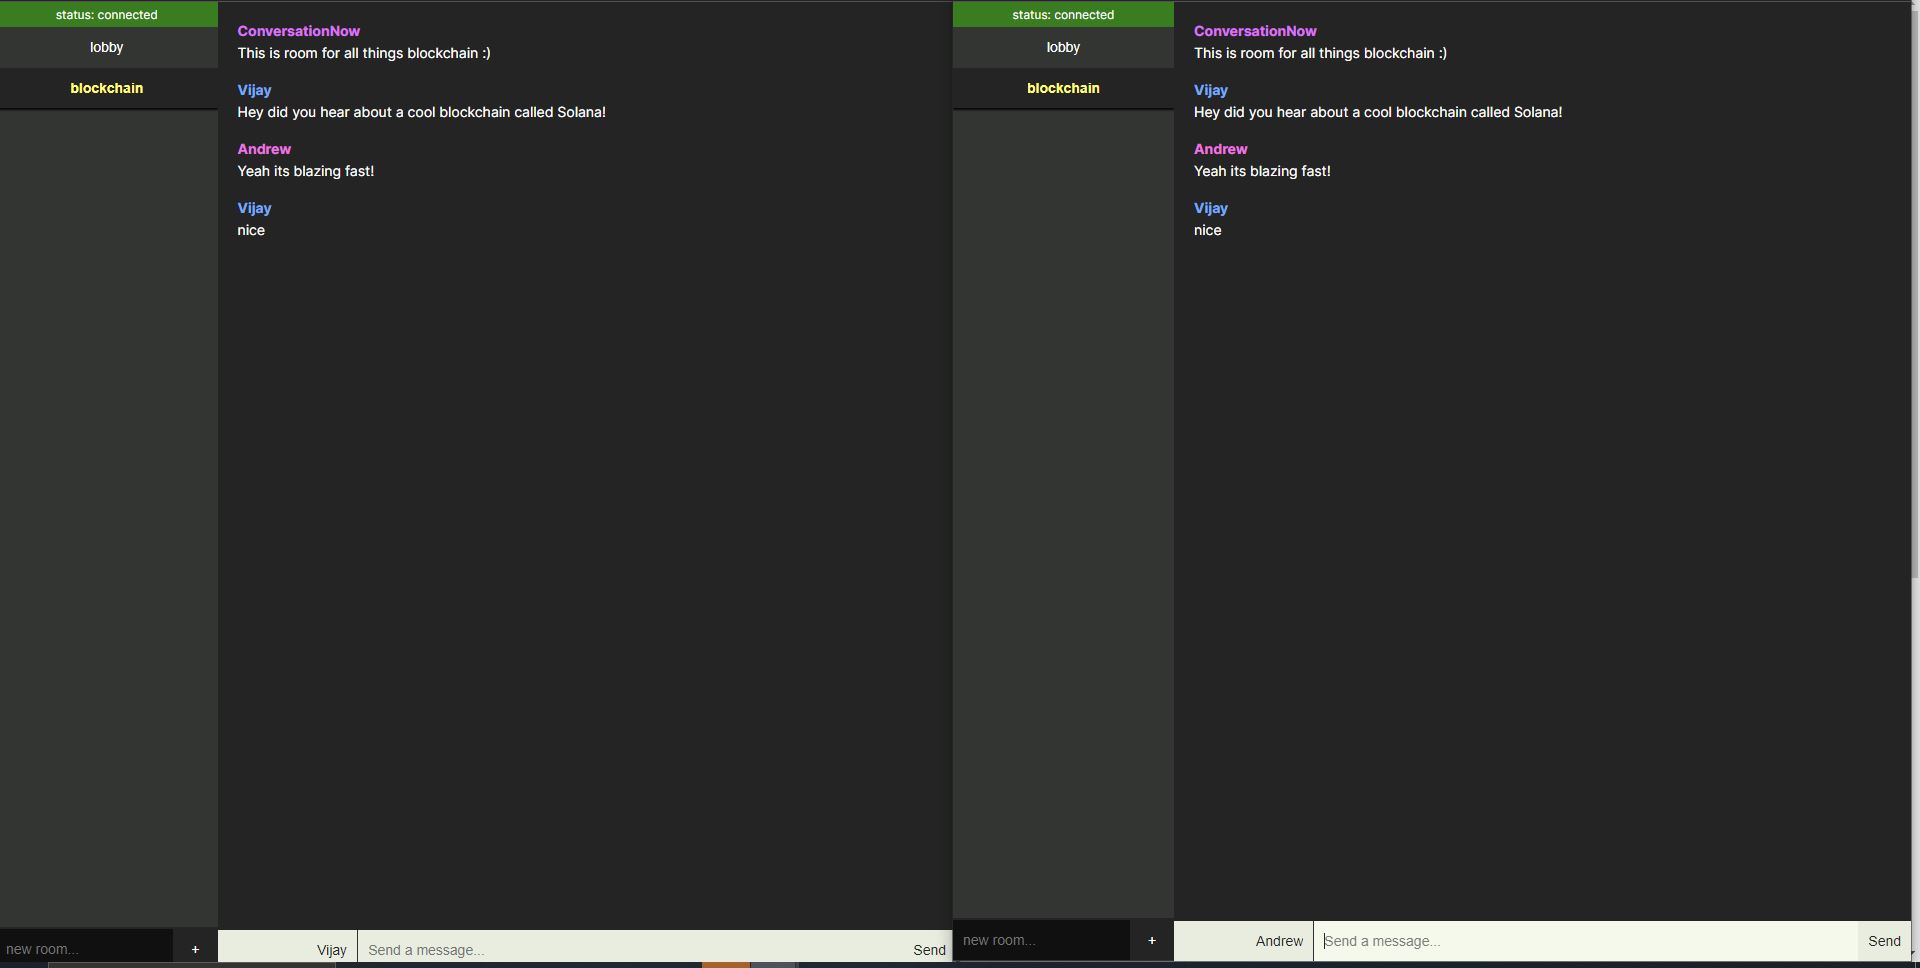 status: connected
lobby
blockchain
ConversationNow
This is room for all things blockchain :)
Vijay
Hey did you hear about a cool blockchain called Solana!
Andrew
Yeah its blazing fast!
Vijay
nice
new room...
+
Vijay
Send a message...
Send
status: connected
lobby
blockchain
ConversationNow
This is room for all things blockchain :)
Vijay
Hey did you hear about a cool blockchain called Solana!
Andrew
Yeah its blazing fast!
Vijay
nice
new room...
+
Andrew
Send a message...
Send